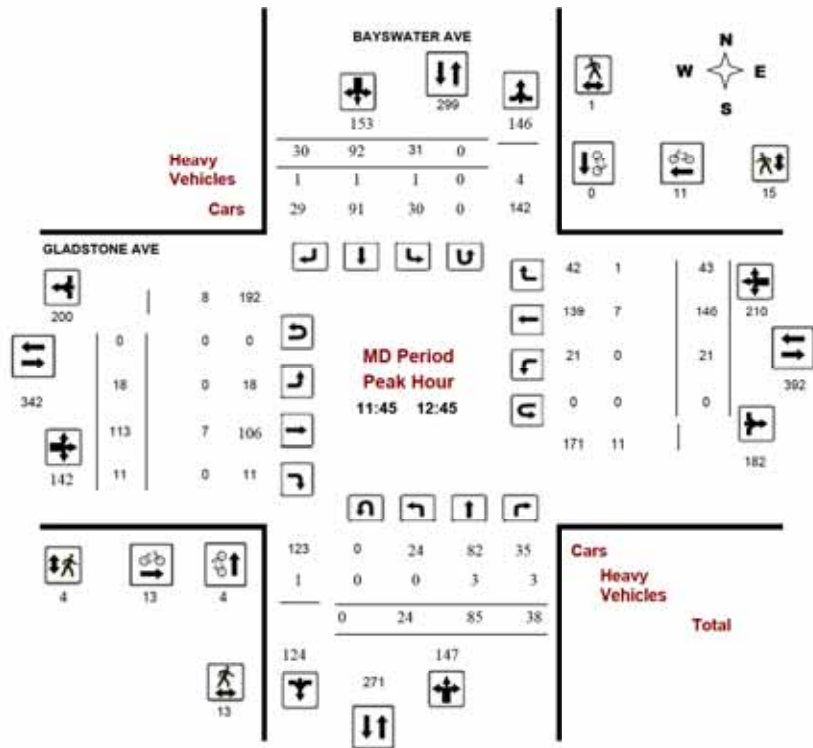 BAYSWATER AVE
N
W E
S
299
1
153 146
30 92 31 0
Heavy
Vehicles
1 1 1 0 4
Cars
29 91 30 0 142
0 11 15
GLADSTONE AVE
200
8 192
0 0 0
342
18 0 18
113 7 106
142
11 0 11
MD Period
Peak Hour
11:45 12:45
42 1 43
139 7 146
210
21 0 21
392
0 0 0
171 11
182
123 0 24 82 35
Cars
1 0 0 3 3
Heavy
Vehicles
0 24 85 38
Total
4 13 4
124 147
271
13